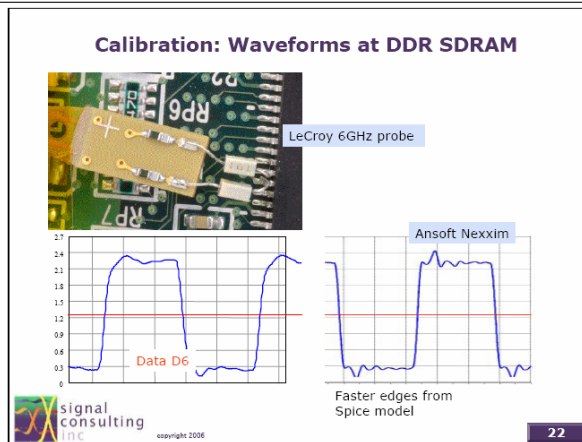 Calibration: Waveforms at DDR SDRAM
RP6
470
LeCroy 6GHz probe
RP7
Ansoft Nexxim
2.7
2.4
2.1
1.8
1.5
1.2
0.9
0.6
0.3
0
Data D6
Faster edges from
Spice model
signal
consulting
inc
copyright 2006
22